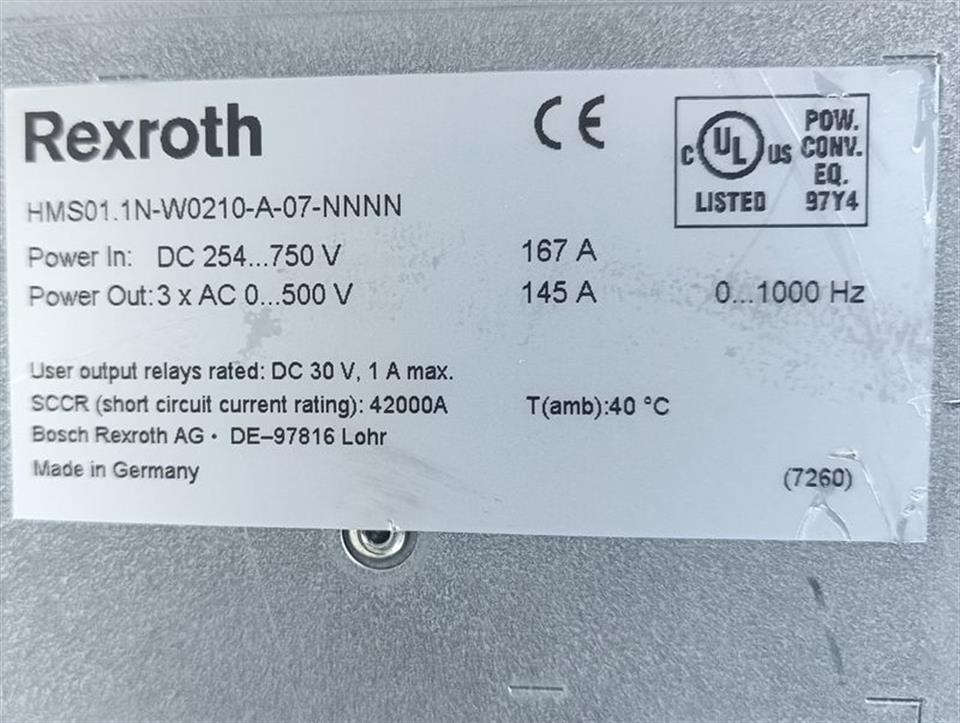 Rexroth
CE
C UL US LISTED
POW.
CONV.
EQ.
97Y4
HMS01.1N-W0210-A-07-NNNN
Power In: DC 254...750 V 167 A
Power Out: 3 x AC 0...500 V 145 A 0...1000 Hz
User output relays rated: DC 30 V, 1 A max.
SCCR (short circuit current rating): 42000A T(amb):40 °C
Bosch Rexroth AG • DE–97816 Lohr
Made in Germany
(7260)